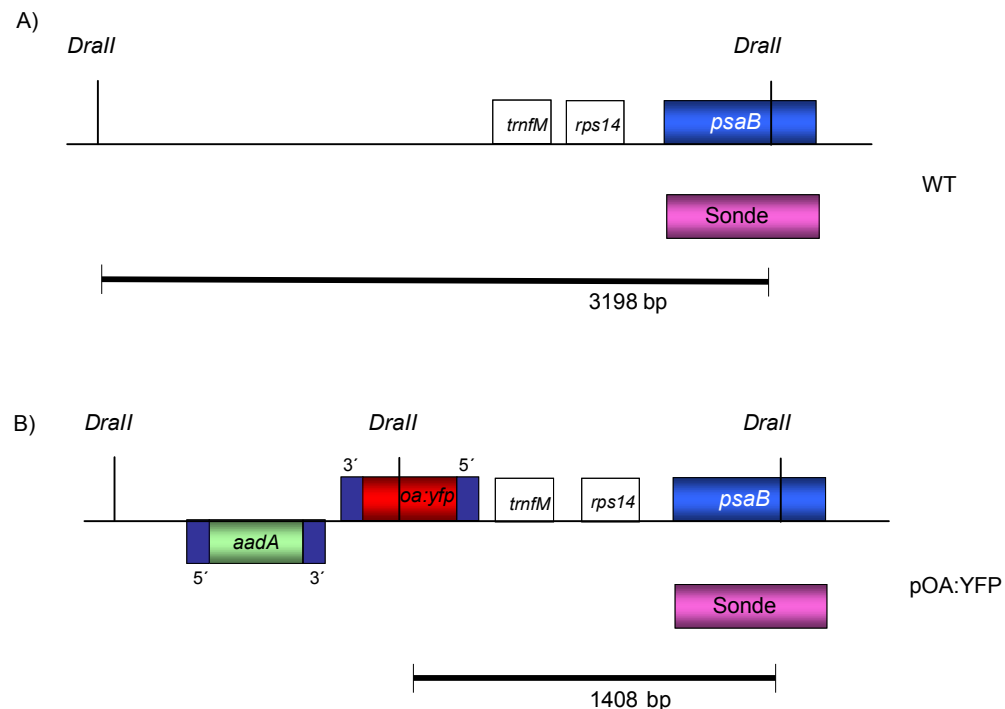 A)
DraII DraII
trnfM rps14 psaB
WT
Sonde
3198 bp
B)
DraII DraII DraII
3´ 5´
oa:yfp trnfM rps14 psaB
aadA
5´ 3´
pOA:YFP
Sonde
1408 bp